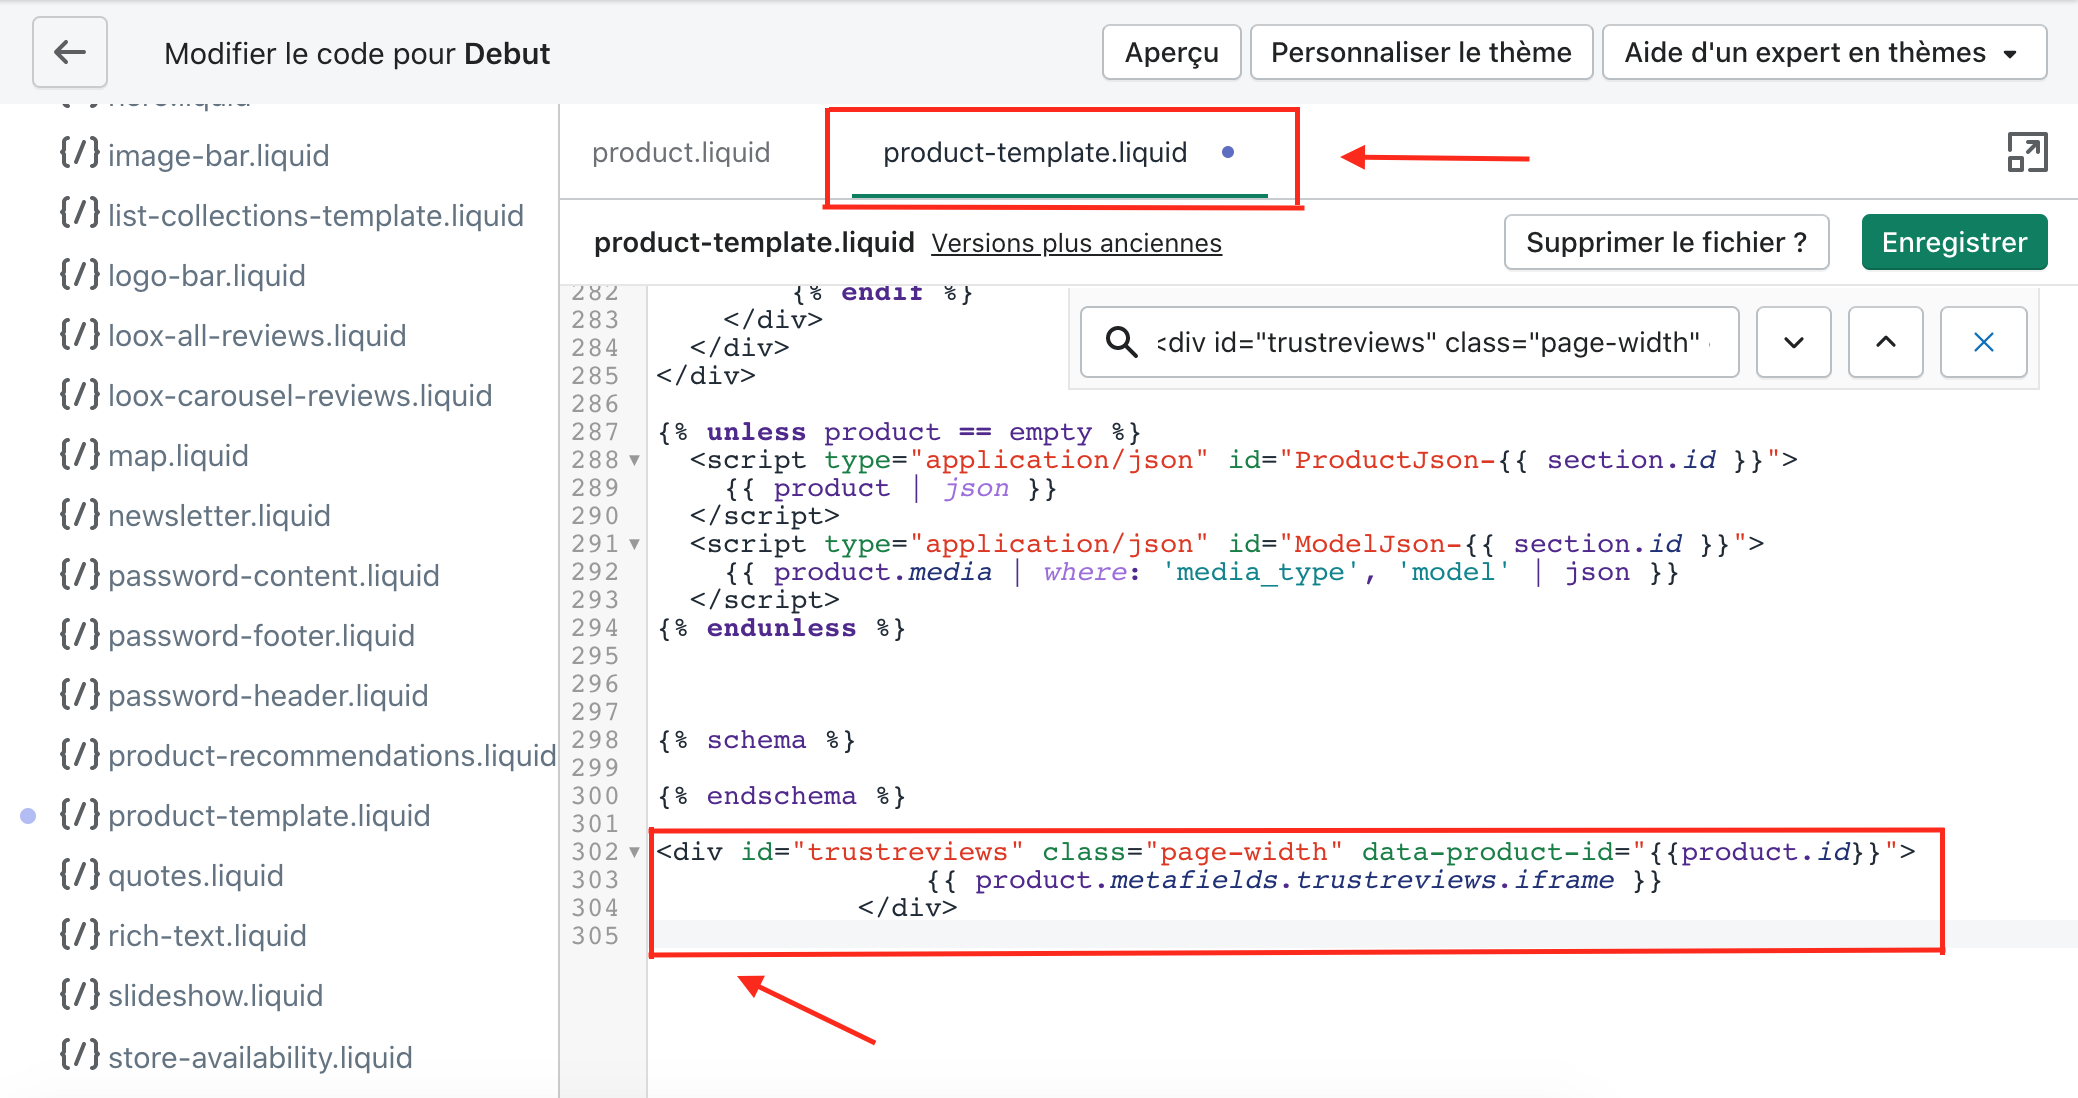 Modifier le code pour Debut
Aperçu
Personnaliser le thème
Aide d'un expert en thèmes
{/} image-bar.liquid
{/} list-collections-template.liquid
{/} logo-bar.liquid
{/} loox-all-reviews.liquid
{/} loox-carousel-reviews.liquid
{/} map.liquid
{/} newsletter.liquid
{/} password-content.liquid
{/} password-footer.liquid
{/} password-header.liquid
{/} product-recommendations.liquid
{/} product-template.liquid
{/} quotes.liquid
{/} rich-text.liquid
{/} slideshow.liquid
{/} store-availability.liquid
product.liquid
product-template.liquid
product-template.liquid Versions plus anciennes
Supprimer le fichier ?
Enregistrer
<div id="trustreviews" class="page-width"
282 {% endif %}
283 </div>
284 </div>
285 </div>
286
287 {% unless product == empty %}
288 <script type="application/json" id="ProductJson-{{ section.id }}">
289 {{ product | json }}
290 </script>
291 <script type="application/json" id="ModelJson-{{ section.id }}">
292 {{ product.media | where: 'media_type', 'model' | json }}
293 </script>
294 {% endunless %}
295
296
297
298 {% schema %}
299
300 {% endschema %}
301
302 <div id="trustreviews" class="page-width" data-product-id="{{product.id}}">
303 {{ product.metafields.trustreviews.iframe }}
304 </div>
305